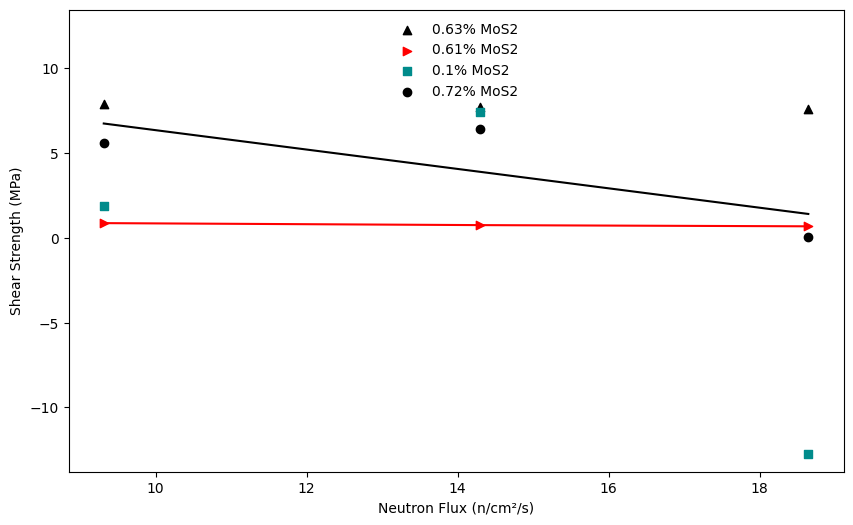 0.63% MoS2
0.61% MoS2
0.1% MoS2
0.72% MoS2
10
5
0
−5
−10
Shear Strength (MPa)
10 12 14 16 18
Neutron Flux (n/cm²/s)